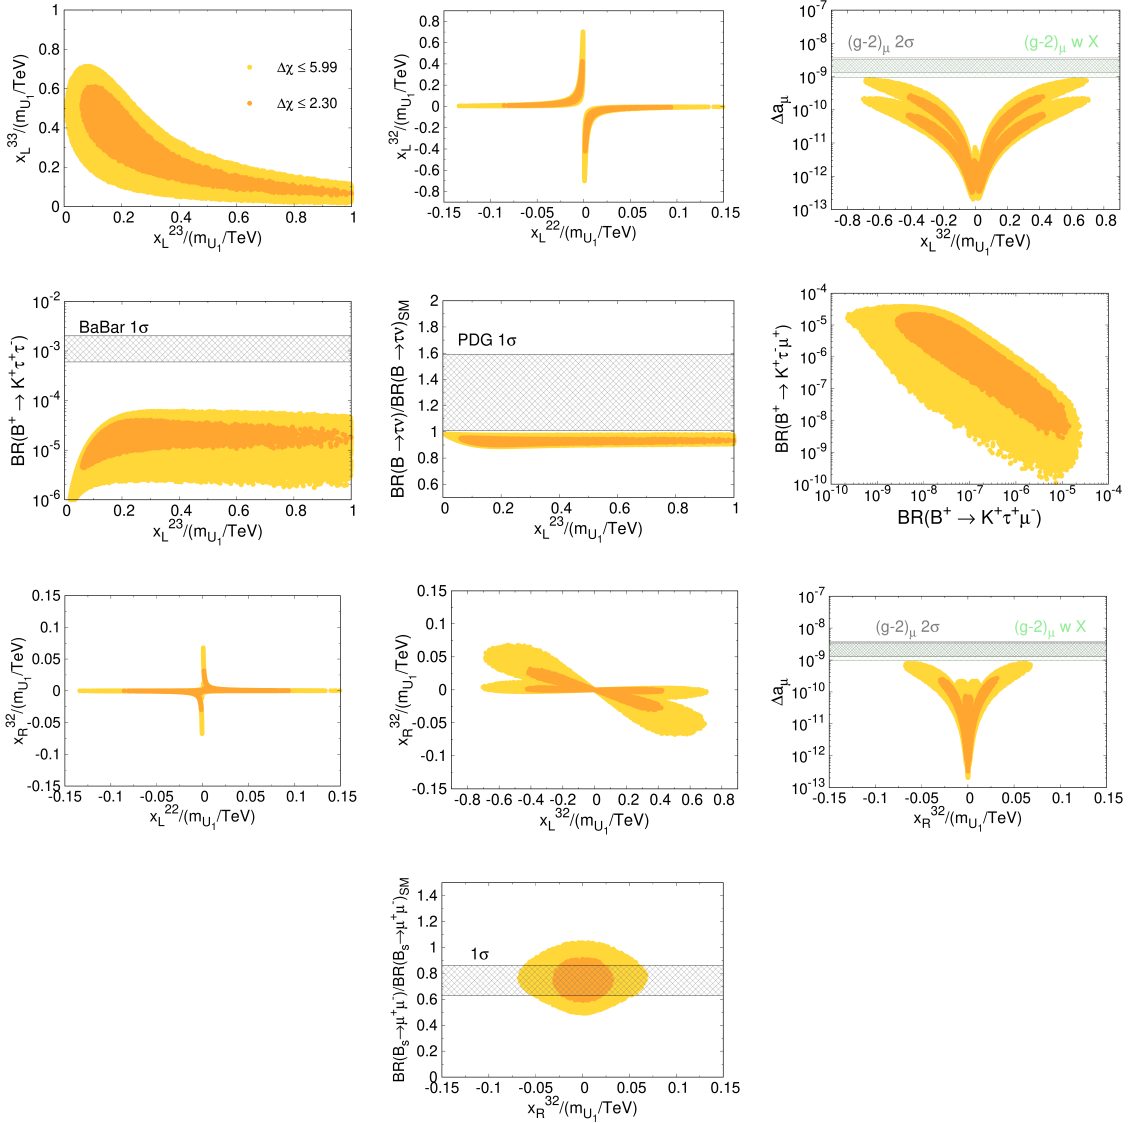 1
0.8
0.6
0.4
0.2
0
x_L^33/(m_U1/TeV)
Δχ ≤ 5.99
Δχ ≤ 2.30
0 0.2 0.4 0.6 0.8 1
x_L^23/(m_U1/TeV)
0.8
0.6
0.4
0.2
0
-0.2
-0.4
-0.6
-0.8
x_L^32/(m_U1/TeV)
-0.15 -0.1 -0.05 0 0.05 0.1 0.15
x_L^22/(m_U1/TeV)
10^-7
10^-8
10^-9
10^-10
10^-11
10^-12
10^-13
Δa_μ
(g-2)_μ 2σ
(g-2)_μ w X
-0.8 -0.6 -0.4 -0.2 0 0.2 0.4 0.6 0.8
x_L^32/(m_U1/TeV)
10^-2
10^-3
10^-4
10^-5
10^-6
BR(B^+ → K^+ τ^+ τ^-)
BaBar 1σ
0 0.2 0.4 0.6 0.8 1
x_L^23/(m_U1/TeV)
2
1.8
1.6
1.4
1.2
1
0.8
0.6
BR(B → τν)/BR(B → τν)_SM
PDG 1σ
0 0.2 0.4 0.6 0.8 1
x_L^23/(m_U1/TeV)
10^-4
10^-5
10^-6
10^-7
10^-8
10^-9
10^-10
BR(B^+ → K^+ τ^- μ^+)
10^-10 10^-9 10^-8 10^-7 10^-6 10^-5 10^-4
BR(B^+ → K^+ τ^+ μ^-)
0.15
0.1
0.05
0
-0.05
-0.1
-0.15
x_R^32/(m_U1/TeV)
-0.15 -0.1 -0.05 0 0.05 0.1 0.15
x_L^22/(m_U1/TeV)
0.15
0.1
0.05
0
-0.05
-0.1
-0.15
x_R^32/(m_U1/TeV)
-0.8 -0.6 -0.4 -0.2 0 0.2 0.4 0.6 0.8
x_L^32/(m_U1/TeV)
10^-7
10^-8
10^-9
10^-10
10^-11
10^-12
10^-13
Δa_μ
(g-2)_μ 2σ
(g-2)_μ w X
-0.15 -0.1 -0.05 0 0.05 0.1 0.15
x_R^32/(m_U1/TeV)
1.4
1.2
1
0.8
0.6
0.4
0.2
0
BR(B_s→μ^+μ^-)/BR(B_s→μ^+μ^-)_SM
1σ
-0.15 -0.1 -0.05 0 0.05 0.1 0.15
x_R^32/(m_U1/TeV)